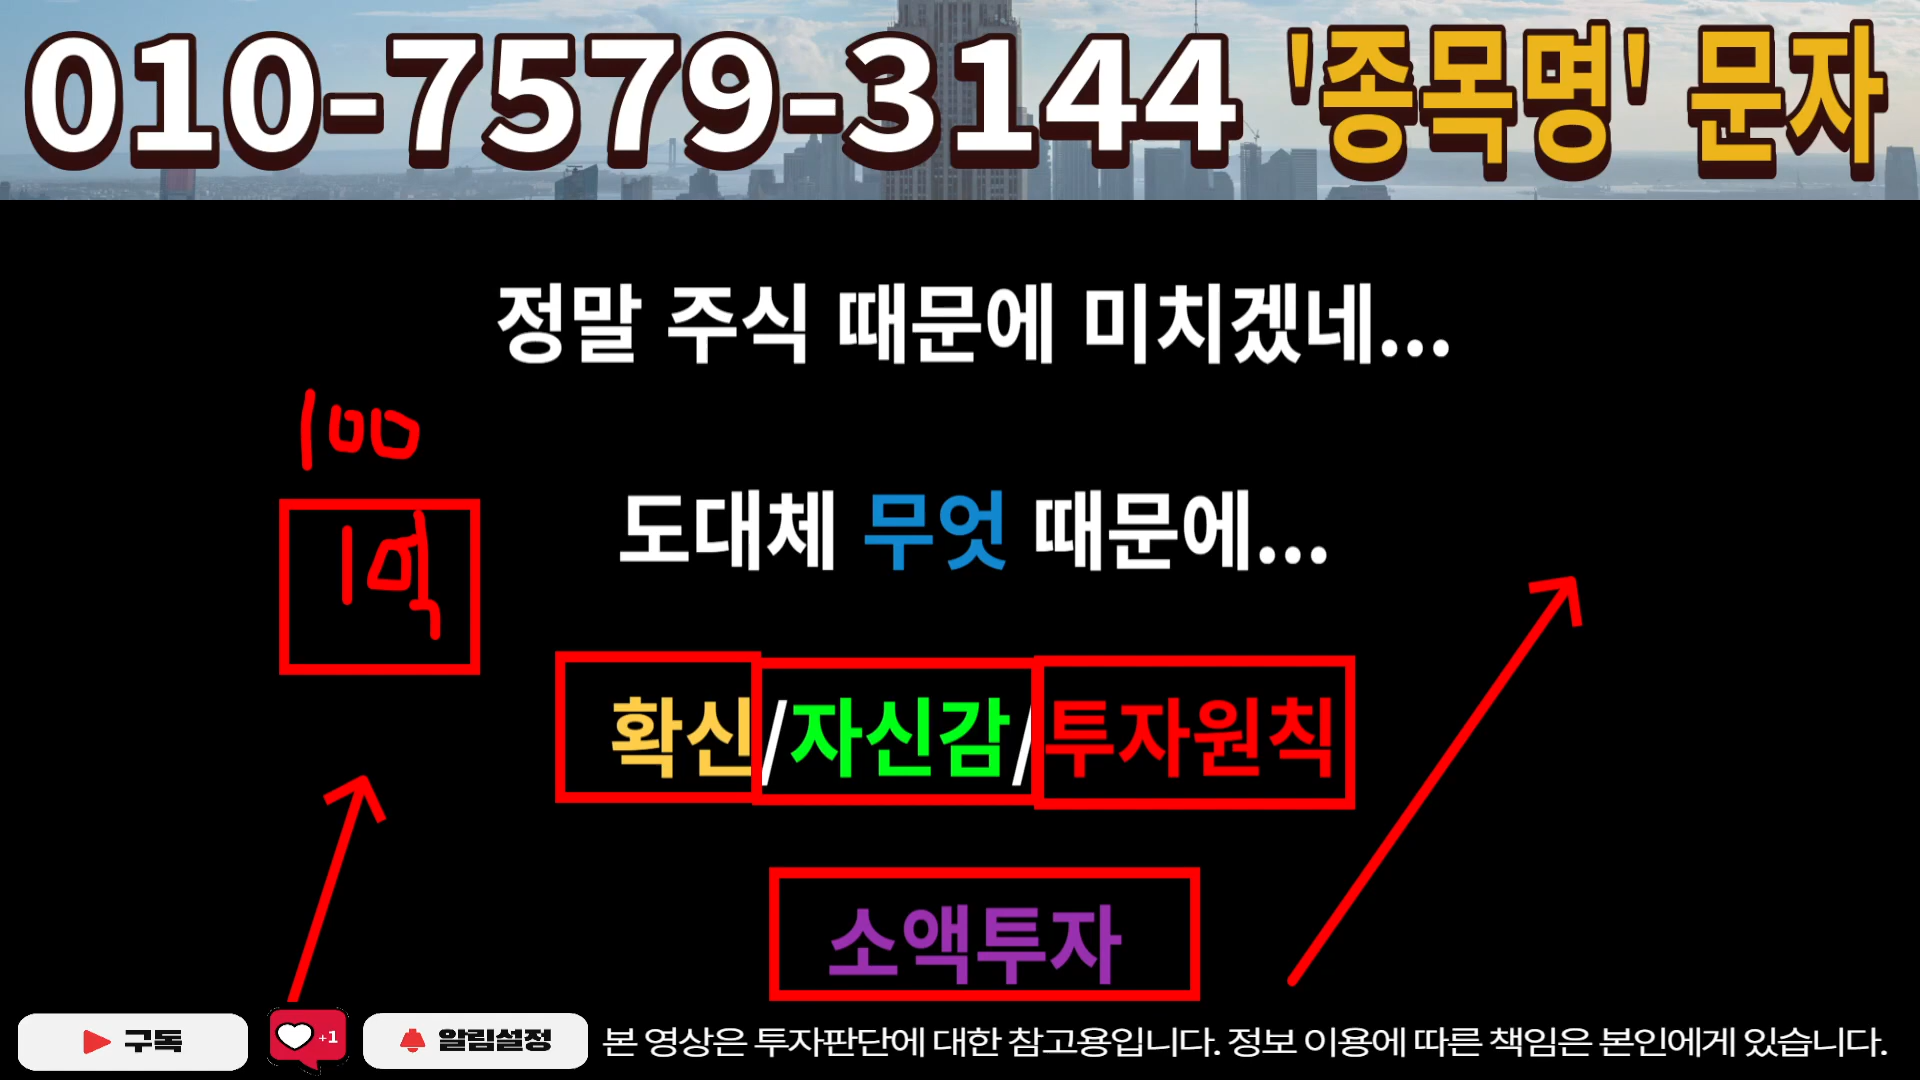 010-7579-3144 '종목명' 문자
정말 주식 때문에 미치겠네...
100
도대체 무엇 때문에...
1억
확신/자신감/투자원칙
소액투자
구독
+1
알림설정
본 영상은 투자판단에 대한 참고용입니다. 정보 이용에 따른 책임은 본인에게 있습니다.